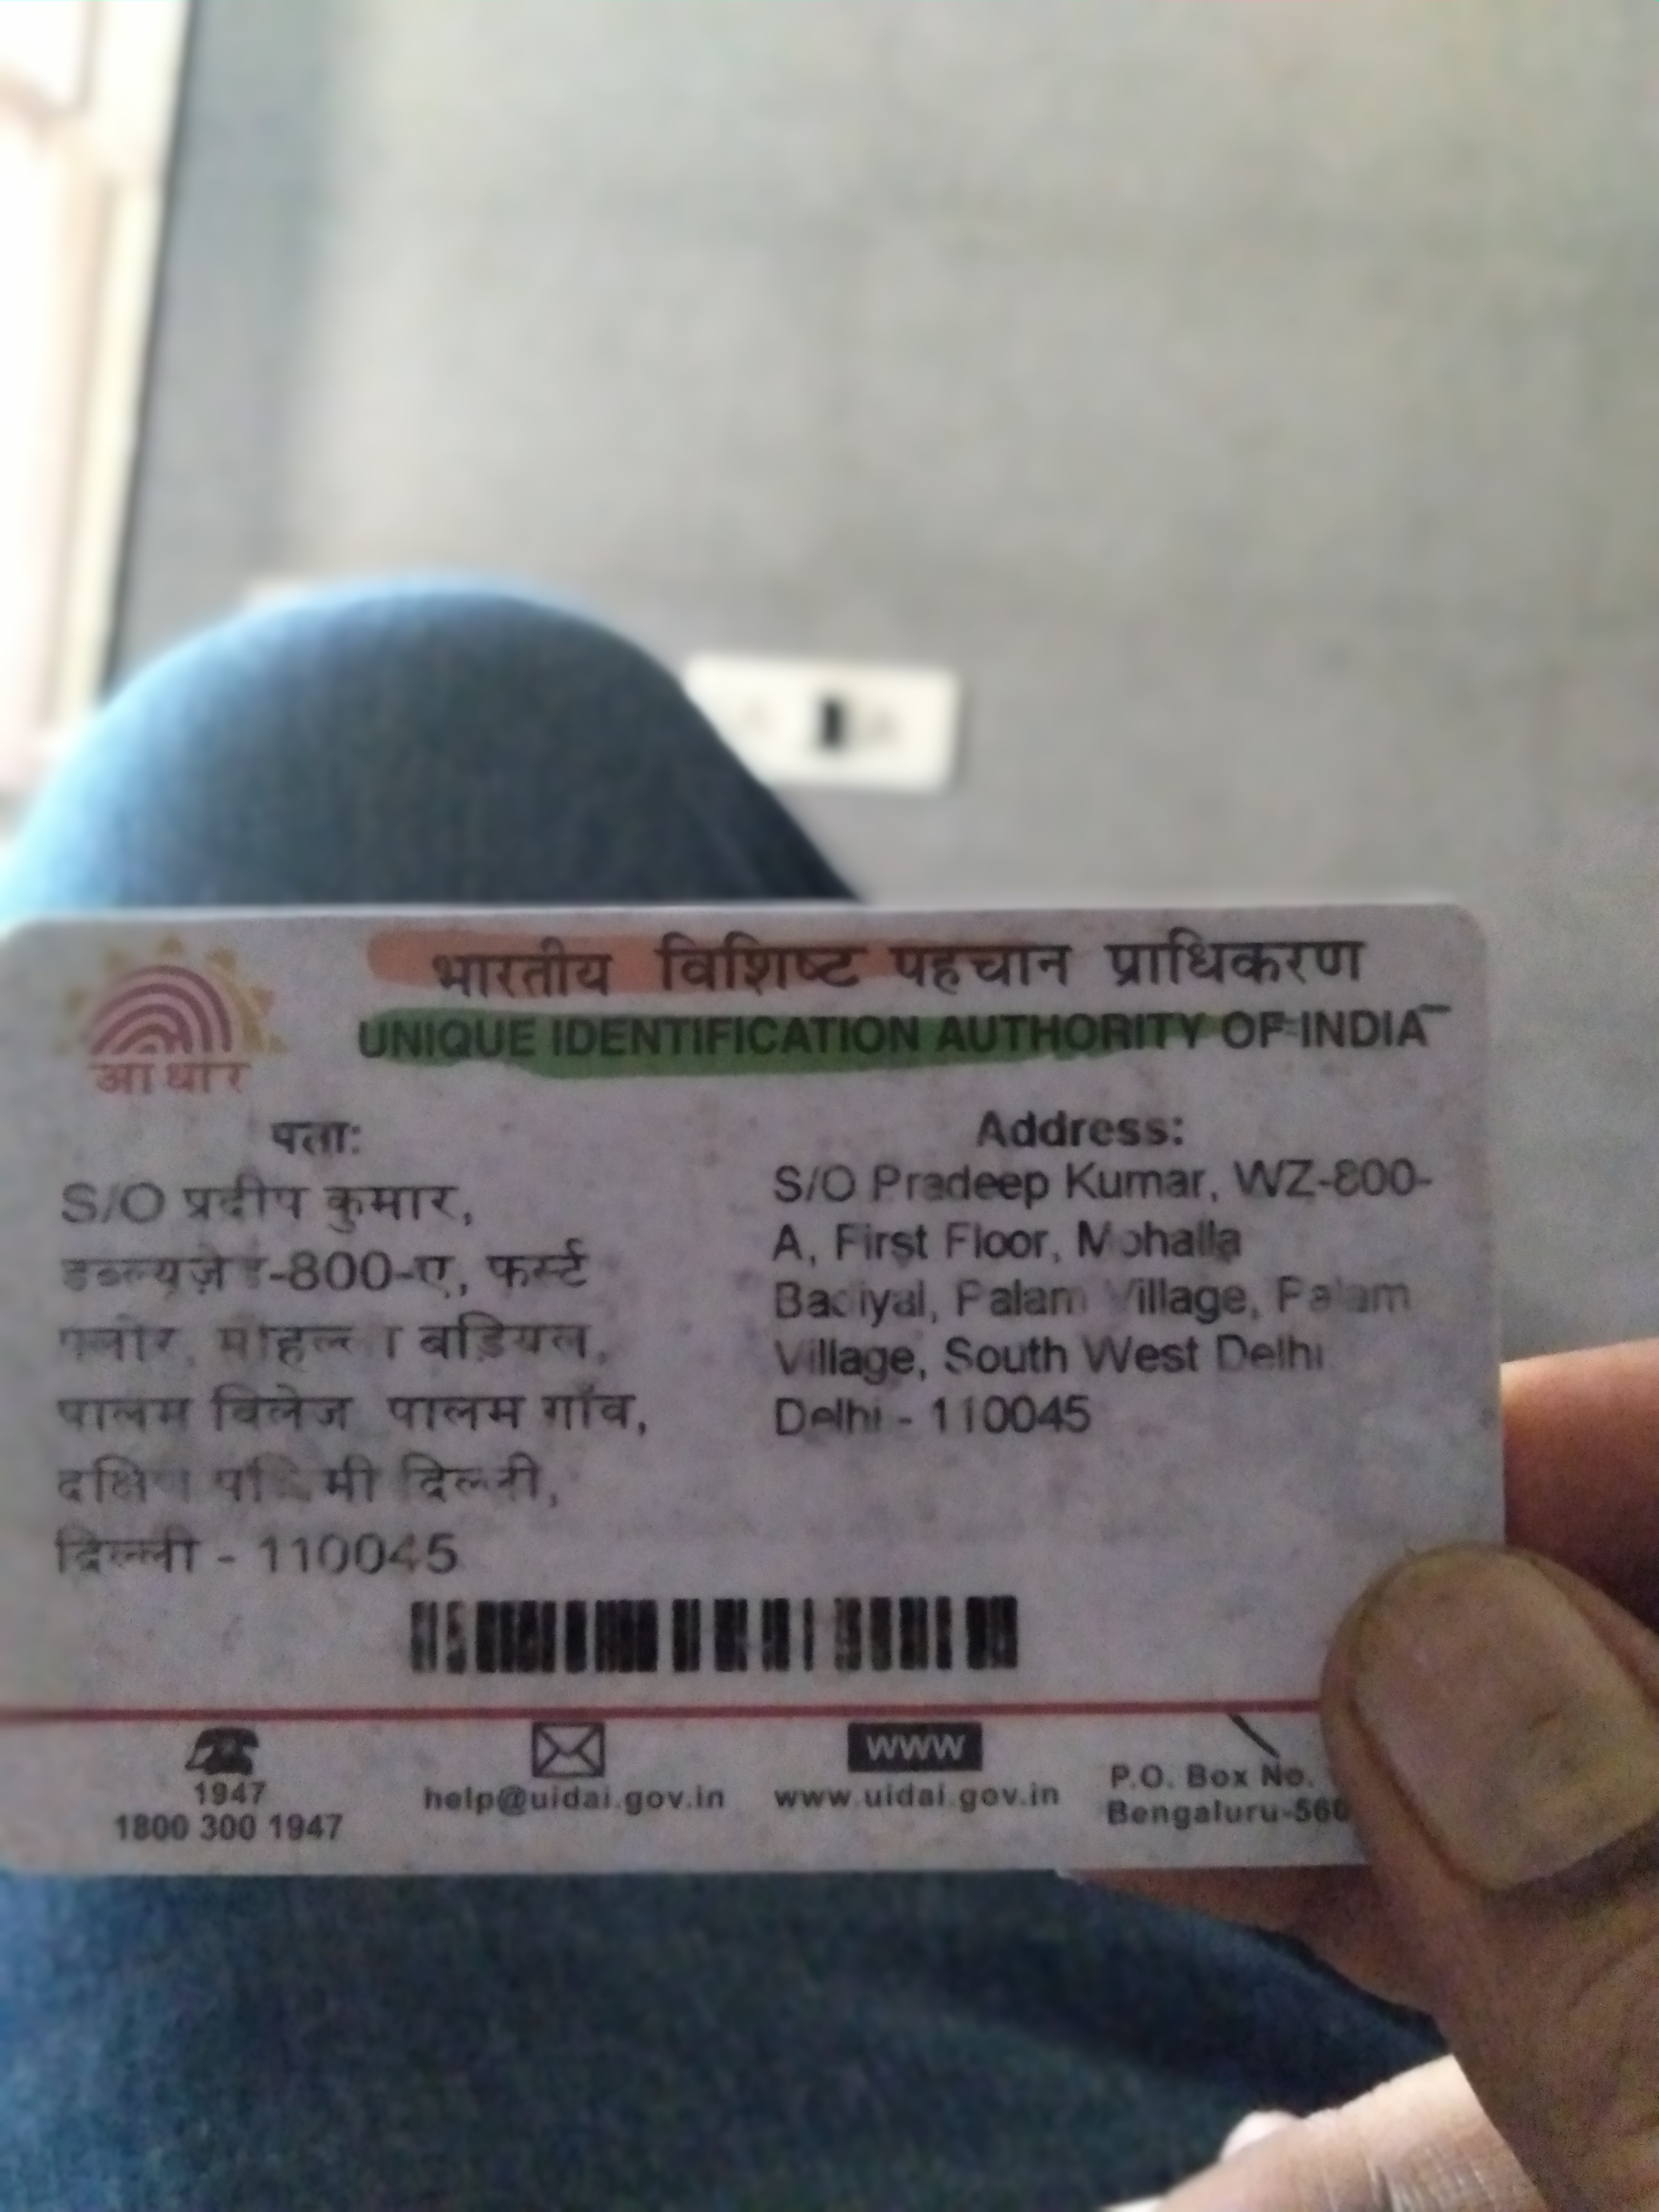 भारतीय विशिष्ट पहचान प्राधिकरण
UNIQUE IDENTIFICATION AUTHORITY OF INDIA
आधार
पता:
S/O प्रदीप कुमार,
-800-ए, फर्स्ट
बड़ियल,
पालम विलेज पालम गाँव,
दिल्ली - 110045
Address:
S/O Pradeep Kumar, WZ-800-
A, First Floor, Mohalla
Palam Village, Palam
Village, South West Delhi
Delhi - 110045
1947
1800 300 1947
help@uidai.gov.in
www
www.uidai.gov.in
P.O. Box No.
Bengaluru-560